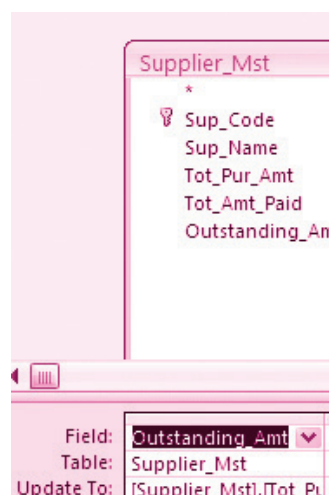 Supplier_Mst
*
Sup_Code
Sup_Name
Tot_Pur_Amt
Tot_Amt_Paid
Outstanding_Am
Field: Outstanding_Amt
Table: Supplier_Mst
Update To: [Supplier_Mst].[Tot_Pu